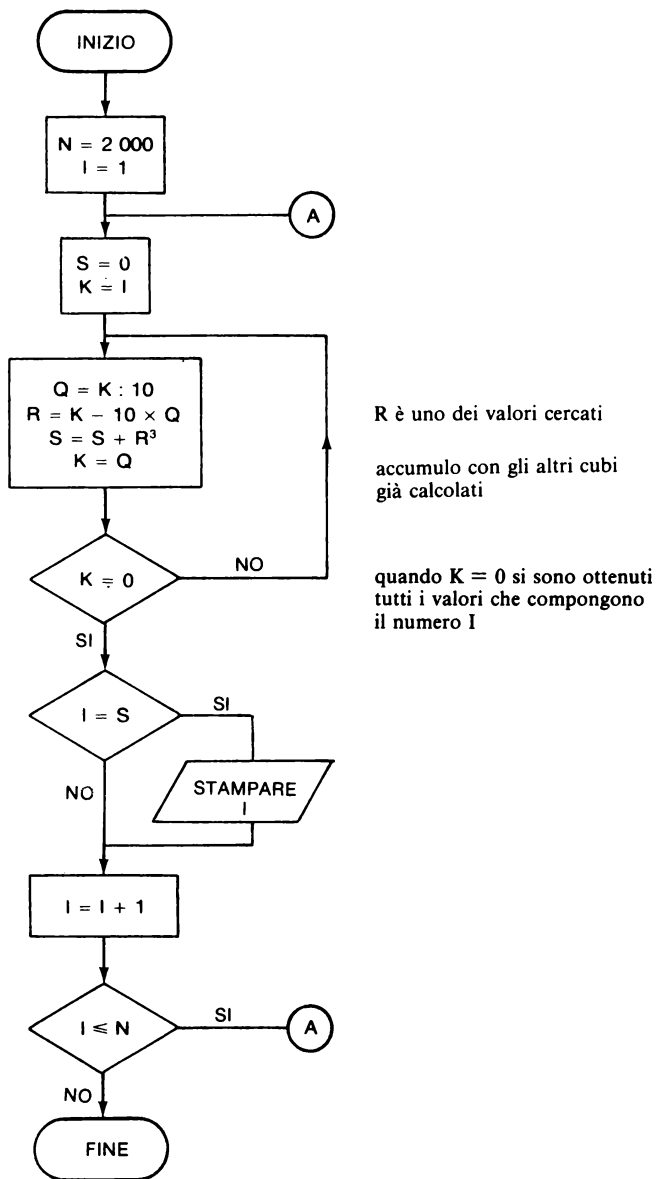 INIZIO
N = 2 000
I = 1
A
S = 0
K = I
Q = K : 10
R = K − 10 × Q
S = S + R³
K = Q
R è uno dei valori cercati
accumulo con gli altri cubi
già calcolati
K = 0
NO
quando K = 0 si sono ottenuti
tutti i valori che compongono
il numero I
SI
I = S
SI
NO
STAMPARE
I
I = I + 1
I ≤ N
SI
A
NO
FINE